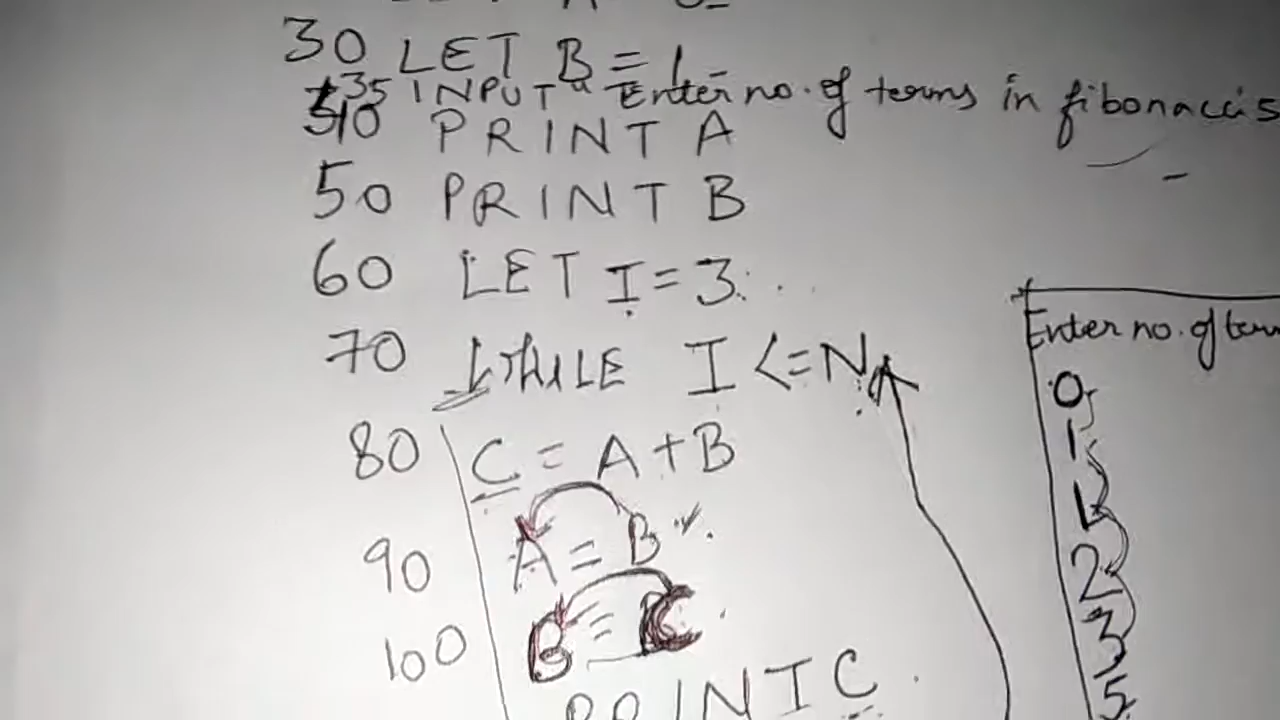 30 LET B = 1
35 INPUT "Enter no. of terms in fibonacci s
40 PRINT A
50 PRINT B
60 LET I = 3
70 WHILE I <= N
80 C = A + B
90 A = B
100 B = C
PRINT C
Enter no. of term
0
1
1
2
3
5